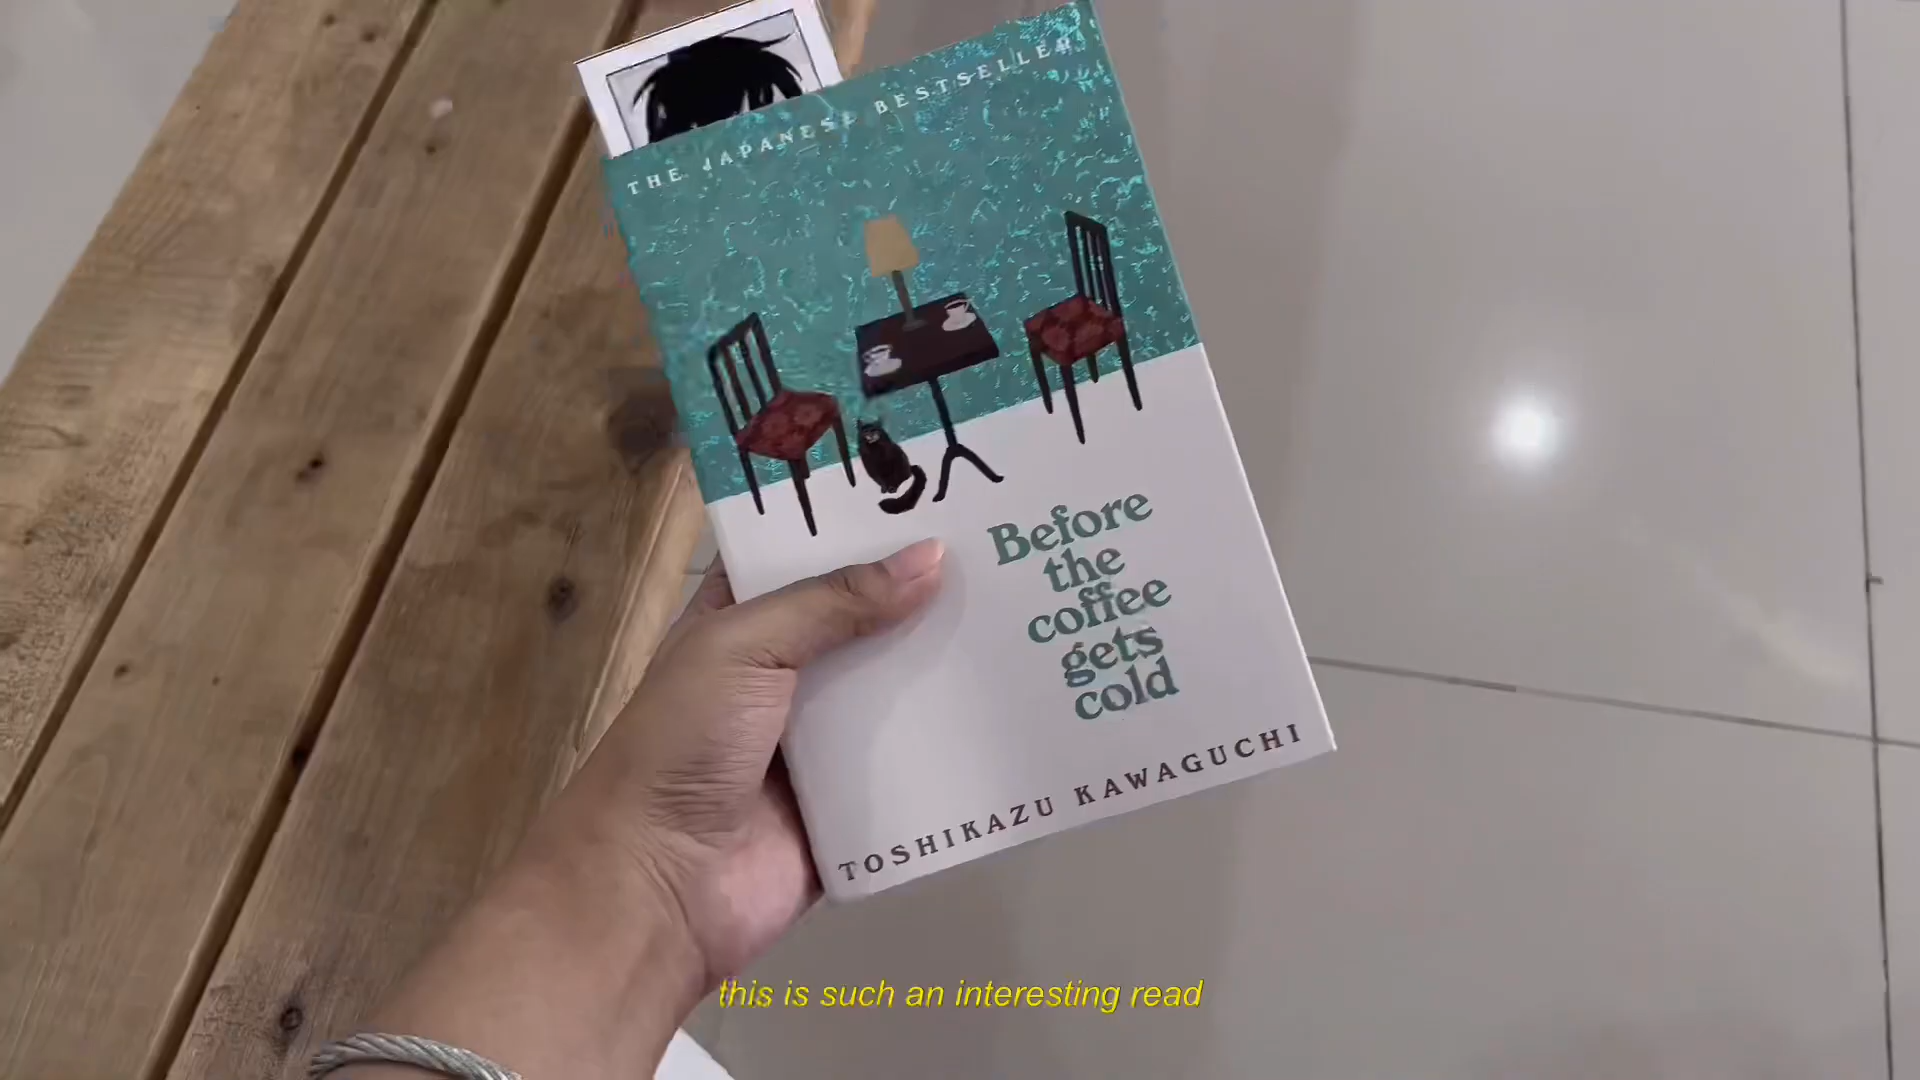 THE JAPANESE BESTSELLER
Before
the
coffee
gets
cold
TOSHIKAZU KAWAGUCHI
this is such an interesting read